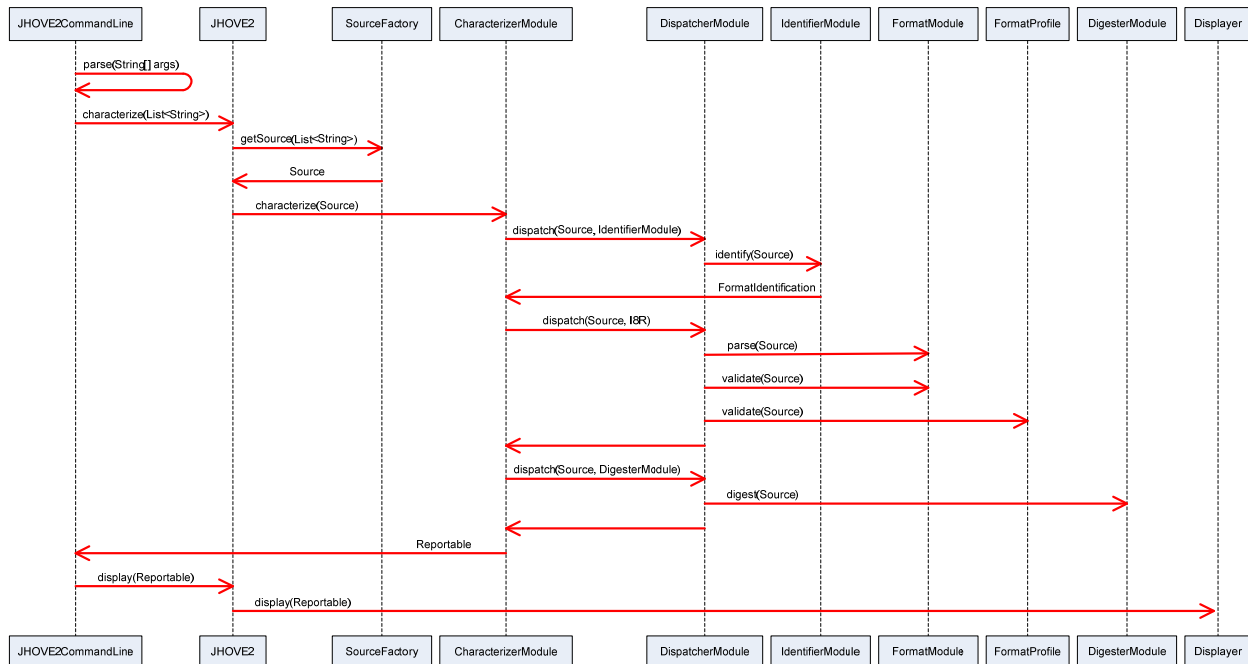 JHOVE2CommandLine
JHOVE2
SourceFactory
CharacterizerModule
DispatcherModule
IdentifierModule
FormatModule
FormatProfile
DigesterModule
Displayer
parse(String[] args)
characterize(List<String>)
getSource(List<String>)
Source
characterize(Source)
dispatch(Source, IdentifierModule)
identify(Source)
FormatIdentification
dispatch(Source, I8R)
parse(Source)
validate(Source)
validate(Source)
dispatch(Source, DigesterModule)
digest(Source)
Reportable
display(Reportable)
display(Reportable)
JHOVE2CommandLine
JHOVE2
SourceFactory
CharacterizerModule
DispatcherModule
IdentifierModule
FormatModule
FormatProfile
DigesterModule
Displayer